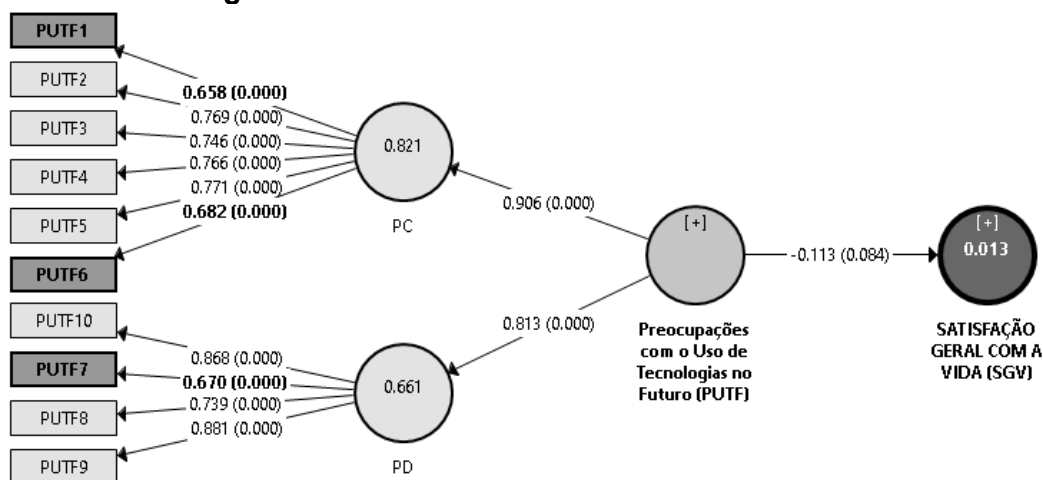 PUTF1
PUTF2
PUTF3
PUTF4
PUTF5
PUTF6
PUTF10
PUTF7
PUTF8
PUTF9
0.658 (0.000)
0.769 (0.000)
0.746 (0.000)
0.766 (0.000)
0.771 (0.000)
0.682 (0.000)
0.868 (0.000)
0.670 (0.000)
0.739 (0.000)
0.881 (0.000)
0.821
PC
0.661
PD
0.906 (0.000)
0.813 (0.000)
[+]
Preocupações
com o Uso de
Tecnologias no
Futuro (PUTF)
-0.113 (0.084)
[+]
0.013
SATISFAÇÃO
GERAL COM A
VIDA (SGV)